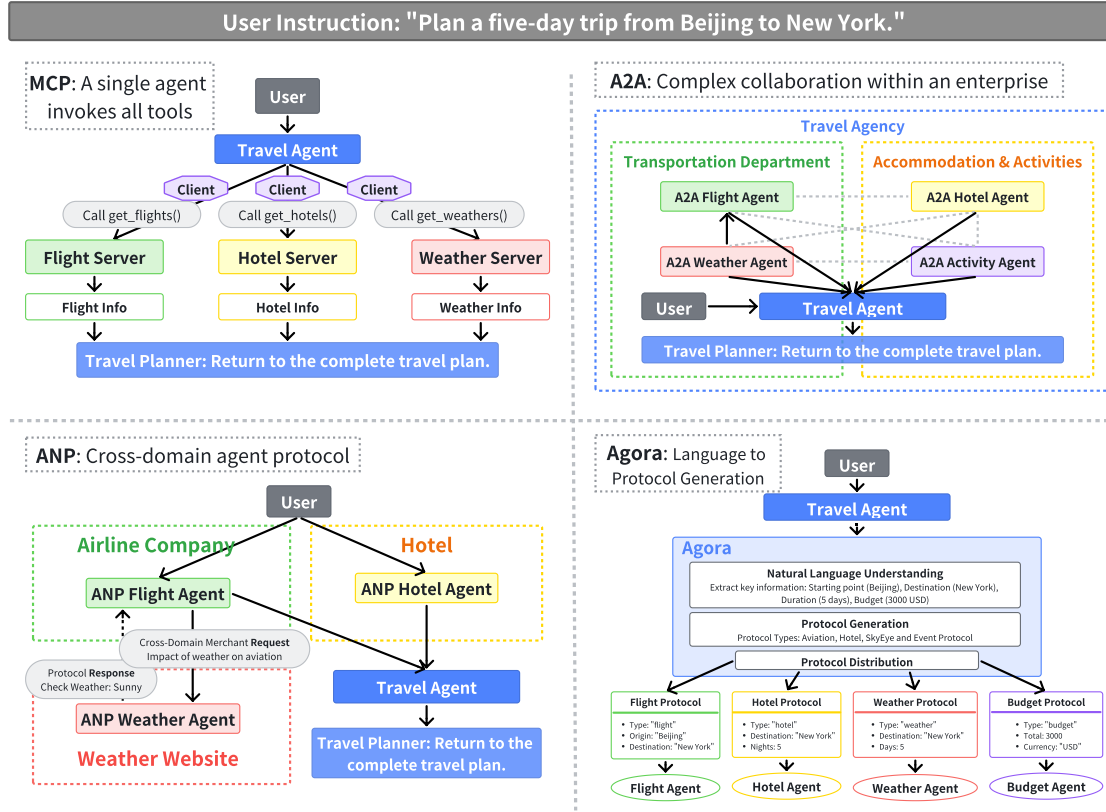 User Instruction: "Plan a five-day trip from Beijing to New York."
MCP: A single agent
invokes all tools
User
Travel Agent
Client
Client
Client
Call get_flights()
Call get_hotels()
Call get_weathers()
Flight Server
Hotel Server
Weather Server
Flight Info
Hotel Info
Weather Info
Travel Planner: Return to the complete travel plan.
A2A: Complex collaboration within an enterprise
Travel Agency
Transportation Department
Accommodation & Activities
A2A Flight Agent
A2A Hotel Agent
A2A Weather Agent
A2A Activity Agent
User
Travel Agent
Travel Planner: Return to the complete travel plan.
ANP: Cross-domain agent protocol
User
Airline Company
Hotel
ANP Flight Agent
ANP Hotel Agent
Cross-Domain Merchant Request
Impact of weather on aviation
Protocol Response
Check Weather: Sunny
ANP Weather Agent
Weather Website
Travel Agent
Travel Planner: Return to the
complete travel plan.
Agora: Language to
Protocol Generation
User
Travel Agent
Agora
Natural Language Understanding
Extract key information: Starting point (Beijing), Destination (New York),
Duration (5 days), Budget (3000 USD)
Protocol Generation
Protocol Types: Aviation, Hotel, SkyEye and Event Protocol
Protocol Distribution
Flight Protocol
• Type: "flight"
• Origin: "Beijing"
• Destination: "New York"
Hotel Protocol
• Type: "hotel"
• Destination: "New York"
• Nights: 5
Weather Protocol
• Type: "weather"
• Destination: "New York"
• Days: 5
Budget Protocol
• Type: "budget"
• Total: 3000
• Currency: "USD"
Flight Agent
Hotel Agent
Weather Agent
Budget Agent